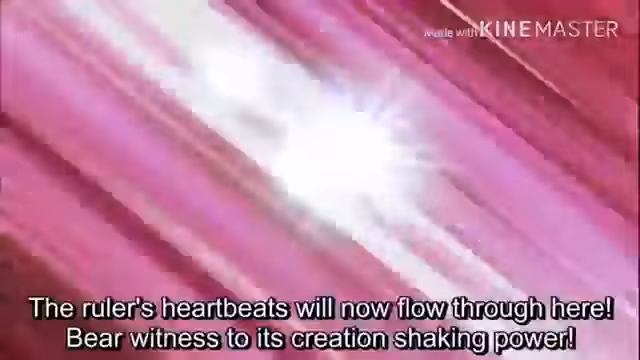 Made with KINEMASTER
The ruler's heartbeats will now flow through here!
Bear witness to its creation shaking power!